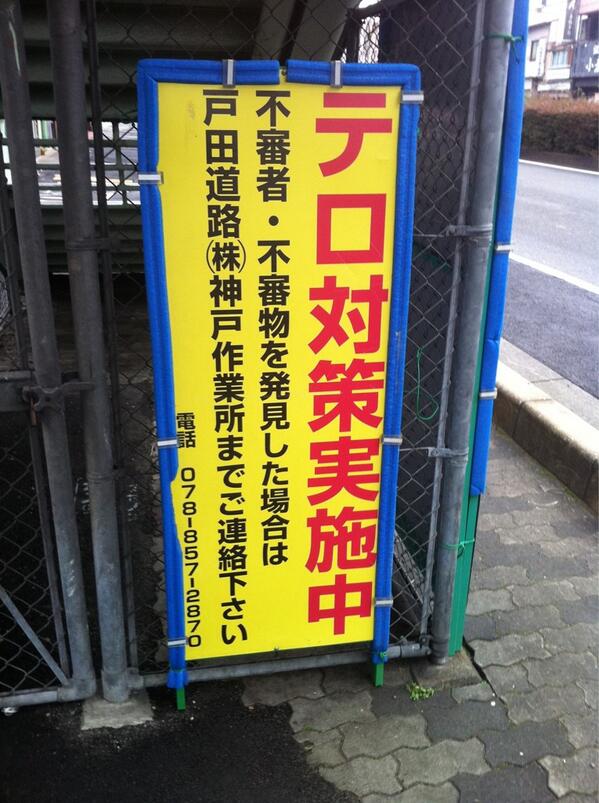 テロ対策実施中
不審者・不審物を発見した場合は
戸田道路㈱神戸作業所までご連絡下さい
電話 078-857-2870